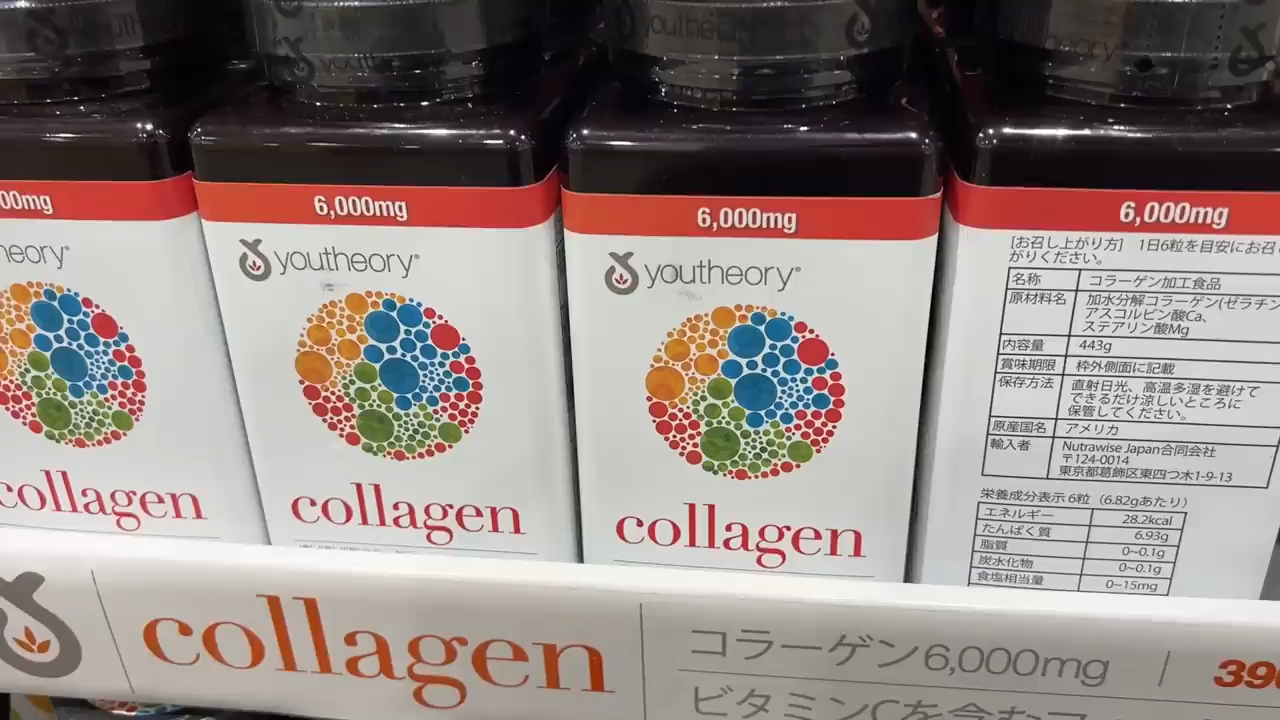 youtheory
youtheory
00mg
6,000mg
6,000mg
6,000mg
heory
youtheory®
youtheory®
collagen
collagen
collagen
[お召し上がり方] 1日6粒を目安にお召
がりください。
名称 コラーゲン加工食品
原材料名 加水分解コラーゲン(ゼラチン
アスコルビン酸Ca、
ステアリン酸Mg
内容量 443g
賞味期限 枠外側面に記載
保存方法 直射日光、高温多湿を避けて
できるだけ涼しいところに
保管してください。
原産国名 アメリカ
輸入者 Nutrawise Japan合同会社
〒124-0014
東京都葛飾区東四つ木1-9-13
栄養成分表示 6粒 (6.82gあたり)
エネルギー 28.2kcal
たんぱく質 6.93g
脂質 0~0.1g
炭水化物 0~0.1g
食塩相当量 0~15mg
collagen
コラーゲン6,000mg | 390
ビタミンCを含む